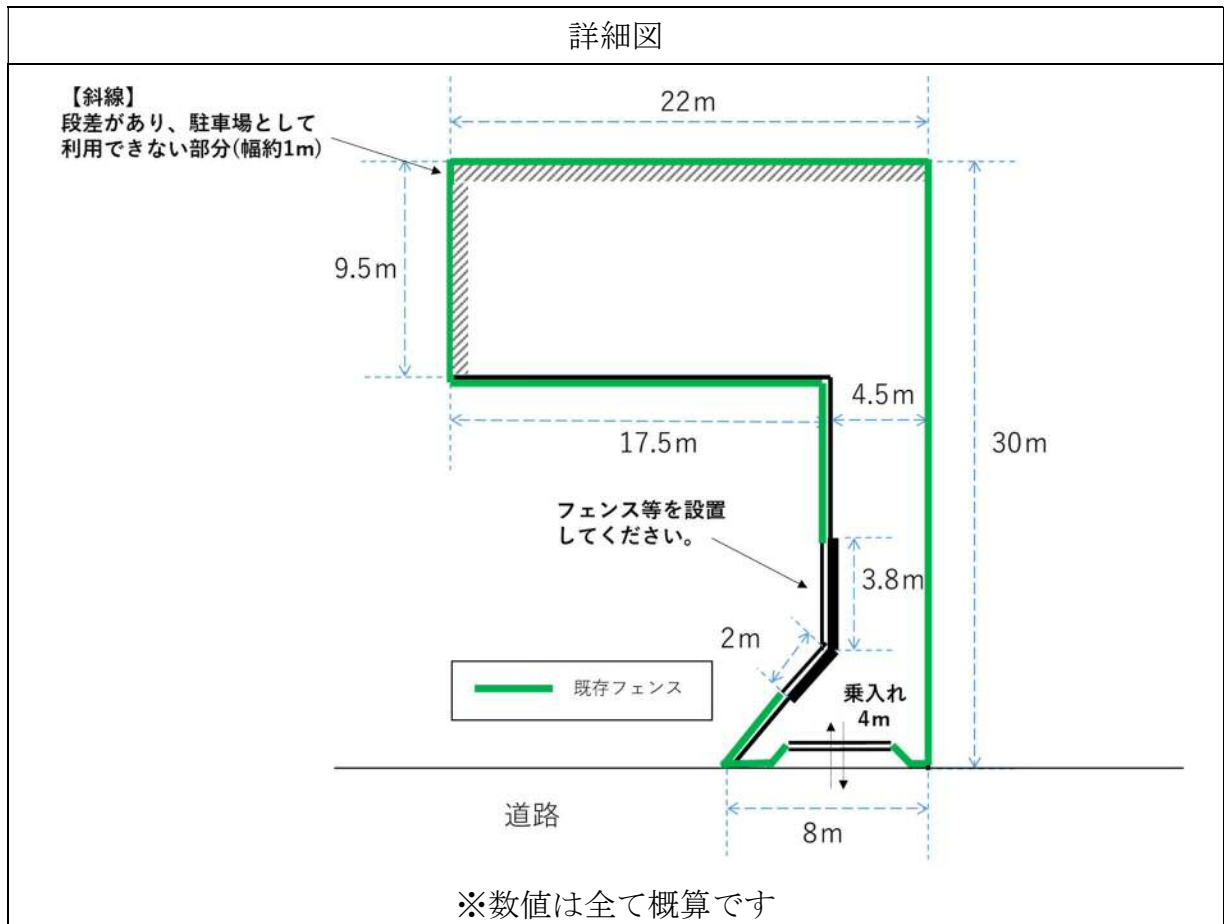 詳細図
【斜線】
段差があり、駐車場として
利用できない部分(幅約1m)
22m
9.5m
4.5m
17.5m
30m
フェンス等を設置
してください。
3.8m
2m
既存フェンス
乗入れ
4m
道路
8m
※数値は全て概算です